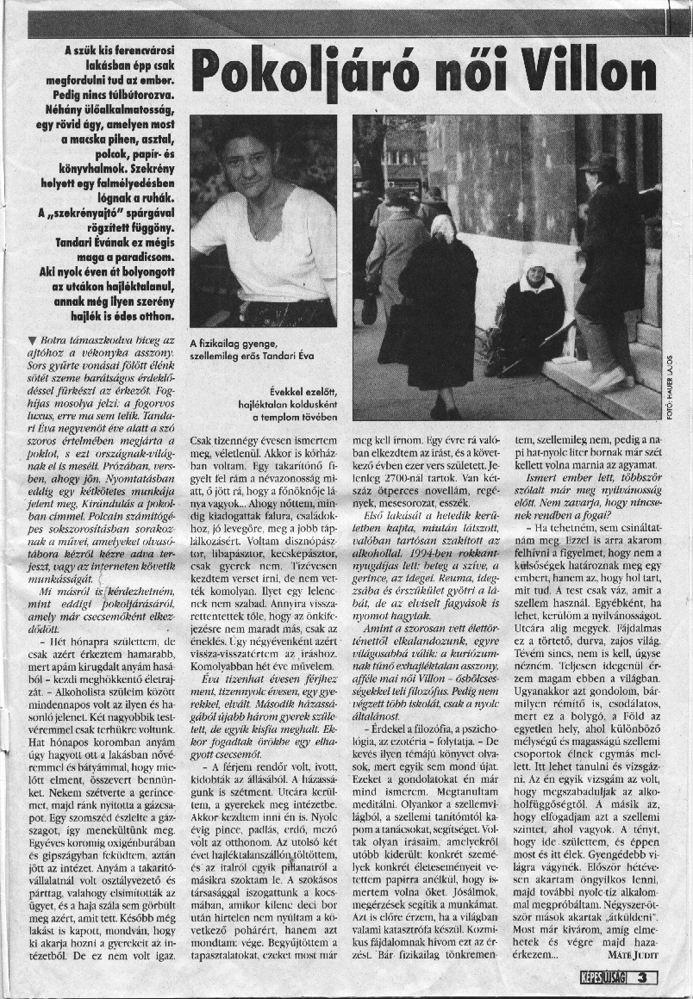 Pokoljáró női Villon
A szűk kis ferencvárosi
lakásban épp csak
megfordulni tud az ember.
Pedig nincs túlbútorozva.
Néhány ülőalkalmatosság,
egy rövid ágy, amelyen most
a macska pihen, asztal,
polcok, papír- és
könyvhalmok. Szekrény
helyett egy falmélyedésben
lógnak a ruhák.
A „szekrényajtó” spárgával
rögzített függöny.
Tandari Évának ez mégis
maga a paradicsom.
Aki nyolc éven át bolyongott
az utcákon hajléktalanul,
annak még ilyen szerény
hajlék is édes otthon.
▼ Botra támaszkodva biceg az
ajtóhoz a vékonyka asszony.
Sors gyűrte vonásai fölött élénk
sötét szeme barátságos érdeklő-
déssel fürkészi az érkezőt. Fog-
híjas mosolya jelzi: a fogorvos
luxus, erre ma sem telik. Tanda-
ri Éva negyvenöt éve alatt a szó
szoros értelmében megjárta a
poklot, s ezt országnak-világ-
nak el is meséli. Prózában, vers-
ben, ahogy jön. Nyomtatásban
eddig egy kétkötetes munkája
jelent meg, Kirándulás a pokol-
ban címmel. Polcain számítógé-
pes sokszorosításban sorakoz-
nak a művei, amelyeket olvasó-
tábora kézről kézre adva ter-
jeszt, vagy az interneten követik
munkásságát.
Mi másról is kérdezhetném,
mint eddigi pokoljárásáról,
amely már csecsemőként elkez-
dődött.
– Hét hónapra születtem, de
csak azért érkeztem hamarabb,
mert apám kirugdalt anyám hasá-
ból – kezdi meghökkentő életraj-
zát. – Alkoholista szüleim között
mindennapos volt az ilyen és ha-
sonló jelenet. Két nagyobbik test-
véremmel csak terhükre voltunk.
Hat hónapos koromban anyám
úgy hagyott ott a lakásban nővé-
remmel és bátyámmal, hogy mie-
lőtt elment, összevert bennün-
ket. Nekem szétverte a gerince-
met, majd ránk nyitotta a gázcsa-
pot. Egy szomszéd észlelte a gáz-
szagot, így menekültünk meg.
Egyéves koromig oxigénburában
és gipszágyban feküdtem, aztán
jött az intézet. Anyám a takarító-
vállalatnál volt osztályvezető és
párttag, valahogy elsimították az
ügyet, és a haja szála sem görbült
meg azért, amit tett. Később még
lakást is kapott, mondván, hogy
ki akarja hozni a gyerekeit az in-
tézetből. De ez nem volt igaz.
A fizikailag gyenge,
szellemileg erős Tandari Éva
Évekkel ezelőtt,
hajléktalan koldusként
a templom tövében
FOTÓ: HAUER LAJOS
Csak tizennégy évesen ismertem
meg, véletlenül. Akkor is kórház-
ban voltam. Egy takarítónő fi-
gyelt fel rám a névazonosság mi-
att, ő jött rá, hogy a főnöknője lá-
nya vagyok... Ahogy nőttem, min-
dig kiadogattak falura, családok-
hoz, jó levegőre, meg a jobb táp-
lálkozásért. Voltam disznópász-
tor, libapásztor, kecskepásztor,
csak gyerek nem. Tízévesen
kezdtem verset írni, de nem vet-
ték komolyan. Ilyet egy lelenc-
nek nem szabad. Annyira vissza-
rettentettek tőle, hogy az önkife-
jezésre nem maradt más, csak az
éneklés. Úgy négyévenként azért
vissza-visszatértem az íráshoz.
Komolyabban hét éve művelem.
Éva tizenhat évesen férjhez
ment, tizennyolc évesen, egy gye-
rekkel, elvált. Második házassá-
gából újabb három gyerek szüle-
tett, de egyik kisfia meghalt. Ek-
kor fogadtak örökbe egy elha-
gyott csecsemőt.
– A férjem rendőr volt, ivott,
kidobták az állásából. A házassá-
gunk is szétment. Utcára kerül-
tem, a gyerekek meg intézetbe.
Akkor kezdtem inni én is. Nyolc
évig pince, padlás, erdő, mező
volt az otthonom. Az utolsó két
évet hajléktalanszállón töltöttem,
és az italról egyik pillanatról a
másikra szoktam le. A szokásos
társasággal iszogattunk a kocs-
mában, amikor kilenc deci bor
után hirtelen nem nyúltam a kö-
vetkező pohárért, hanem azt
mondtam: vége. Begyűjtöttem a
tapasztalatokat, ezeket most már
meg kell írnom. Egy évre rá való-
ban elkezdtem az írást, és a követ-
kező évben ezer vers született. Je-
lenleg 2700-nál tartok. Van két-
száz ötperces novellám, regé-
nyek, mesesorozat, esszék.
Első lakását a hetedik kerü-
letben kapta, miután látszott,
valóban tartósan szakított az
alkohollal. 1994-ben rokkant-
nyugdíjas lett: beteg a szíve, a
gerince, az idegei. Reuma, ideg-
zsába és érszűkület gyötri a lá-
bát, de az elviselt fagyások is
nyomot hagytak.
Amint a szorosan vett élettör-
ténettől elkalandozunk, egyre
világosabbá válik: a kuriózum-
nak tűnő exhajléktalan asszony,
afféle mai női Villon – ősbölcses-
ségekkel teli filozófus. Pedig nem
végzett több iskolát, csak a nyolc
általánost.
– Érdekel a filozófia, a pszicho-
lógia, az ezotéria – folytatja. – De
kevés ilyen témájú könyvet olva-
sok, mert egyik sem mond újat.
Ezeket a gondolatokat én már
mind ismerem. Megtanultam
meditálni. Olyankor a szellemvi-
lágból, a szellemi tanítómtól ka-
pom a tanácsokat, segítséget. Vol-
tak olyan írásaim, amelyekről
utóbb kiderült: konkrét szemé-
lyek konkrét életeseményeit ve-
tettem papírra anélkül, hogy is-
mertem volna őket. Jóslámok,
megérzések segítik a munkámat.
Azt is előre érzem, ha a világban
valami katasztrófa készül. Kozmi-
kus fájdalomnak hívom ezt az ér-
zést. Bár fizikailag tönkremen-
tem, szellemileg nem, pedig a na-
pi hat-nyolc liter bornak már szét
kellett volna marnia az agyamat.
Ismert ember lett, többször
szólalt már meg nyilvánosság
előtt. Nem zavarja, hogy nincse-
nek rendben a fogai?
– Ha tehetném, sem csináltat-
nám meg. Ezzel is arra akarom
felhívni a figyelmet, hogy nem a
külsőségek határoznak meg egy
embert, hanem az, hogy hol tart,
mit tud. A test csak váz, amit a
szellem használ. Egyébként, ha
lehet, kerülöm a nyilvánosságot.
Utcára alig megyek. Fájdalmas
ez a törtető, durva, zajos világ.
Tévém sincs, nem is kell, úgyse
nézném. Teljesen idegenül ér-
zem magam ebben a világban.
Ugyanakkor azt gondolom, bár-
milyen rémítő is, csodálatos,
mert ez a bolygó, a Föld az
egyetlen hely, ahol különböző
mélységű és magasságú szellemi
csoportok élnek egymás mel-
lett. Itt lehet tanulni és vizsgáz-
ni. Az én egyik vizsgám az volt,
hogy megszabaduljak az alko-
holfüggőségtől. A másik az,
hogy elfogadjam azt a szellemi
szintet, ahol vagyok. A tényt,
hogy ide születtem, és éppen
most és itt élek. Gyengédebb vi-
lágra vágynék. Először hétéve-
sen akartam öngyilkos lenni,
majd további nyolc-tíz alkalom-
mal megpróbáltam. Négyszer-öt-
ször mások akartak „átküldeni”.
Most már kivárom, amíg elme-
hetek és végre majd haza-
érkezem... MÁTÉ JUDIT
KÉPES ÚJSÁG 3